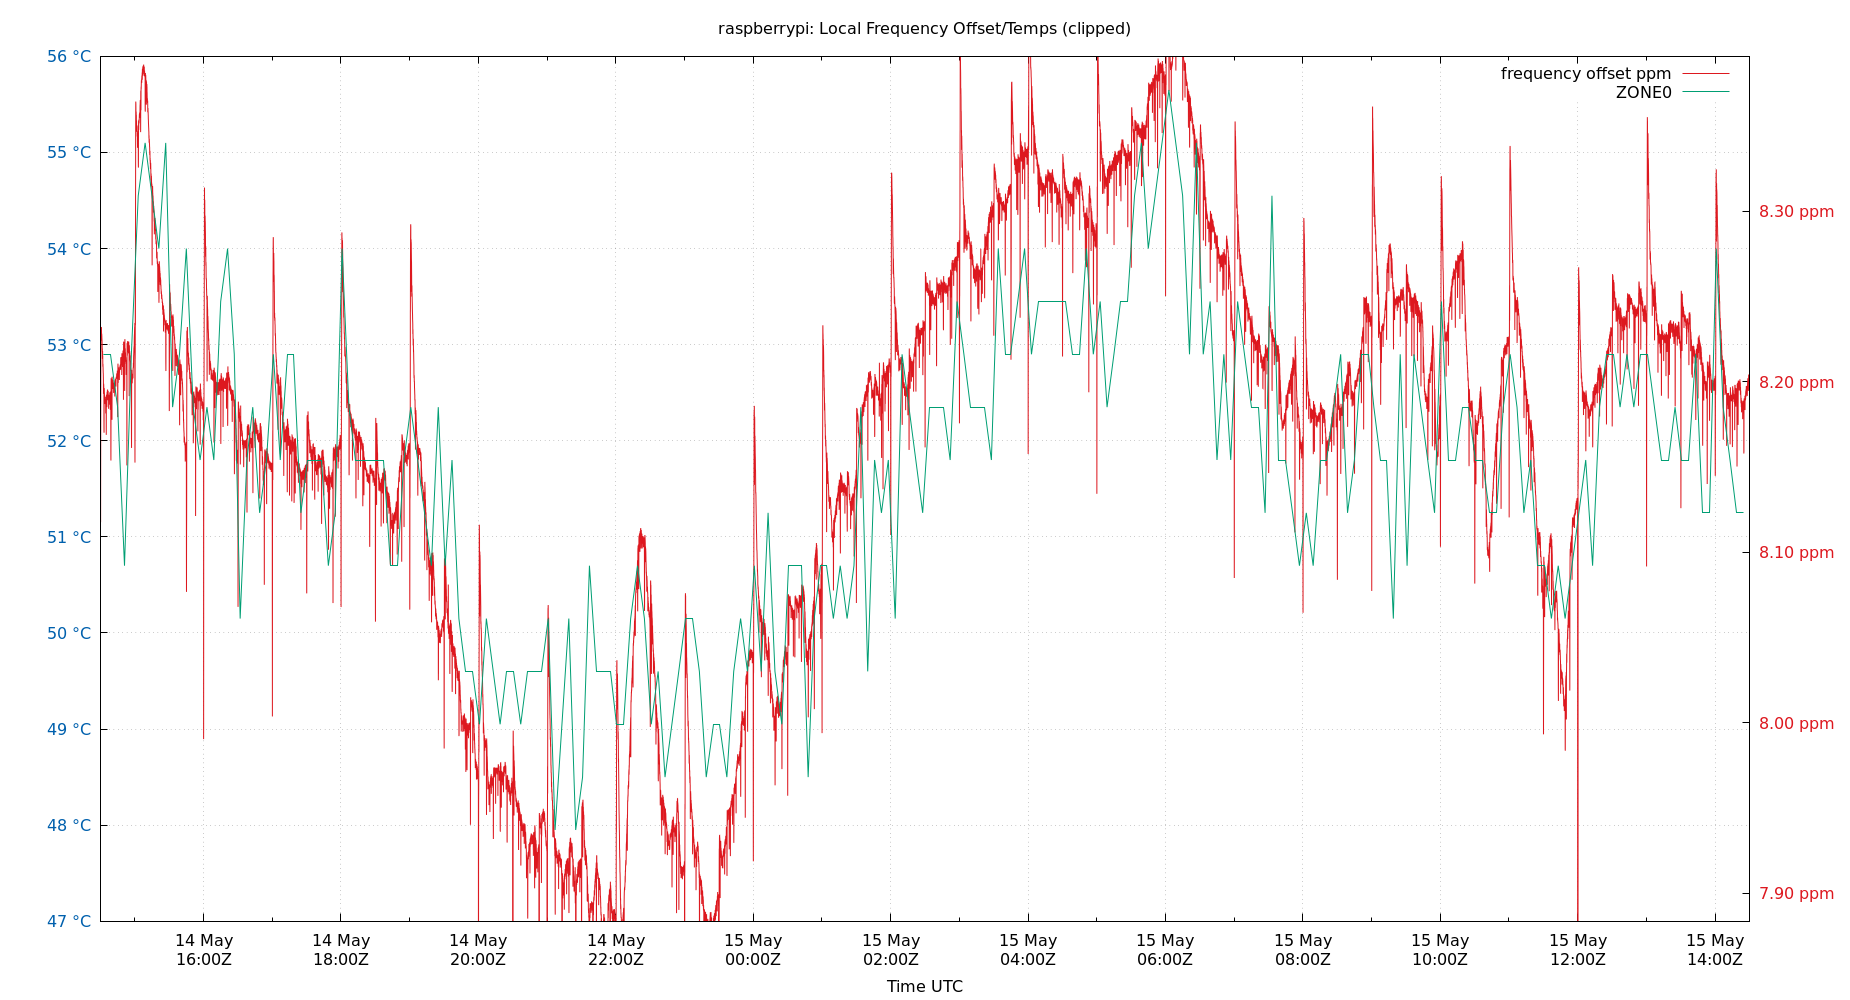 raspberrypi: Local Frequency Offset/Temps (clipped)
frequency offset ppm
ZONE0
56 °C
55 °C
54 °C
53 °C
52 °C
51 °C
50 °C
49 °C
48 °C
47 °C
8.30 ppm
8.20 ppm
8.10 ppm
8.00 ppm
7.90 ppm
14 May
16:00Z
14 May
18:00Z
14 May
20:00Z
14 May
22:00Z
15 May
00:00Z
15 May
02:00Z
15 May
04:00Z
15 May
06:00Z
15 May
08:00Z
15 May
10:00Z
15 May
12:00Z
15 May
14:00Z
Time UTC